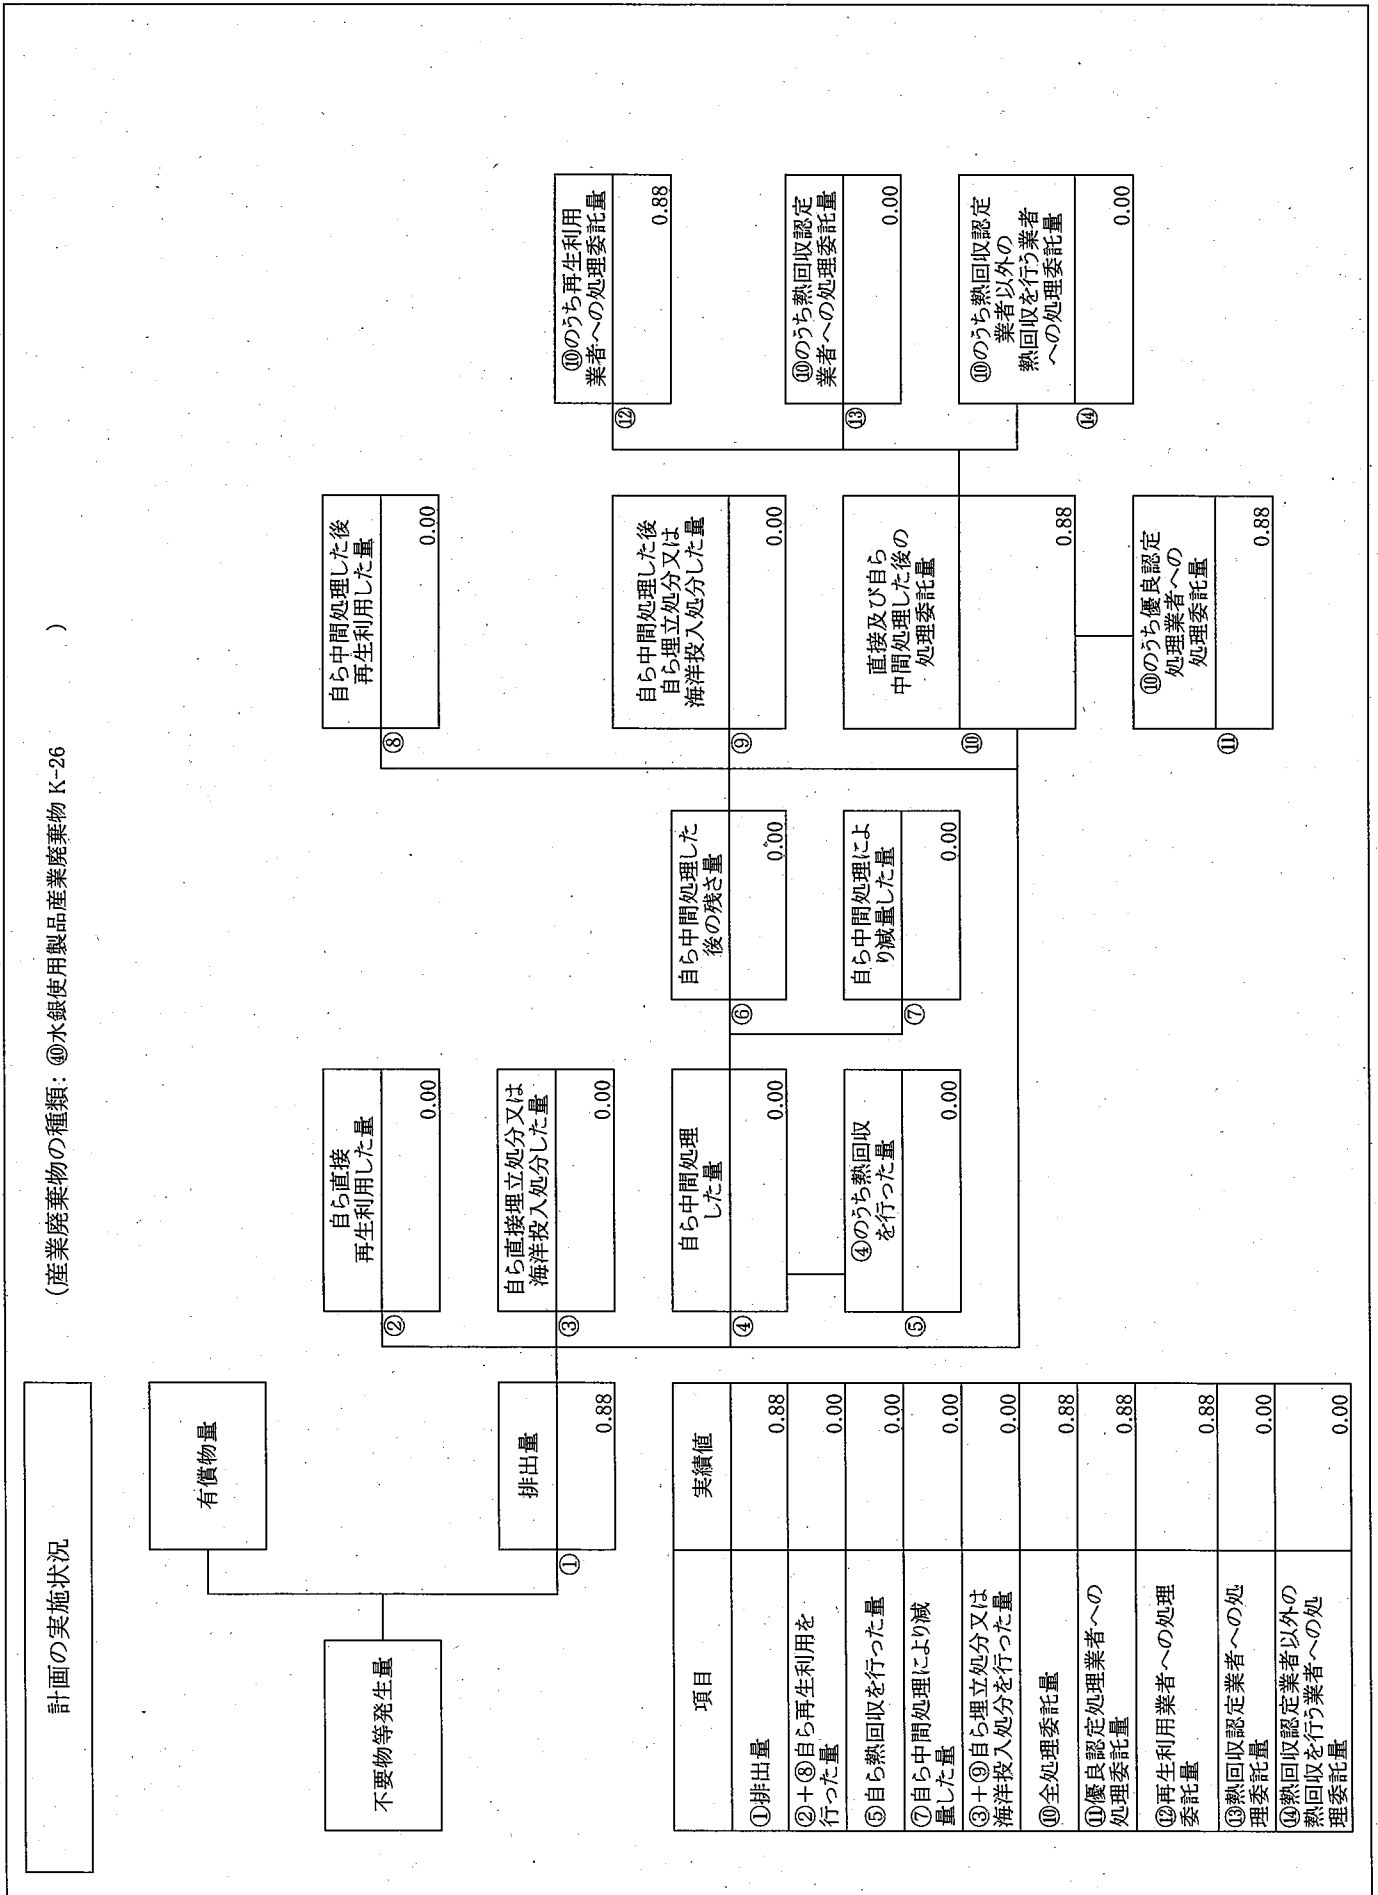 計画の実施状況
(産業廃棄物の種類：㊵水銀使用製品産業廃棄物 K-26 )
不要物等発生量
有償物量
①
排出量
0.88
②
自ら直接
再生利用した量
0.00
③
自ら直接埋立処分又は
海洋投入処分した量
0.00
④
自ら中間処理
した量
0.00
⑤
④のうち熱回収
を行った量
0.00
⑥
自ら中間処理した
後の残さ量
0.00
⑦
自ら中間処理によ
り減量した量
0.00
⑧
自ら中間処理した後
再生利用した量
0.00
⑨
自ら中間処理した後
自ら埋立処分又は
海洋投入処分した量
0.00
⑩
直接及び自ら
中間処理した後の
処理委託量
0.88
⑪
⑩のうち優良認定
処理業者への
処理委託量
0.88
⑫
⑩のうち再生利用
業者への処理委託量
0.88
⑬
⑩のうち熱回収認定
業者への処理委託量
0.00
⑭
⑩のうち熱回収認定
業者以外の
熱回収を行う業者
への処理委託量
0.00
項目 実績値
①排出量 0.88
②＋⑧自ら再生利用を
行った量 0.00
⑤自ら熱回収を行った量 0.00
⑦自ら中間処理により減
量した量 0.00
③＋⑨自ら埋立処分又は
海洋投入処分を行った量 0.00
⑩全処理委託量 0.88
⑪優良認定処理業者への
処理委託量 0.88
⑫再生利用業者への処理
委託量 0.88
⑬熱回収認定業者への処
理委託量 0.00
⑭熱回収認定業者以外の
熱回収を行う業者への処
理委託量 0.00